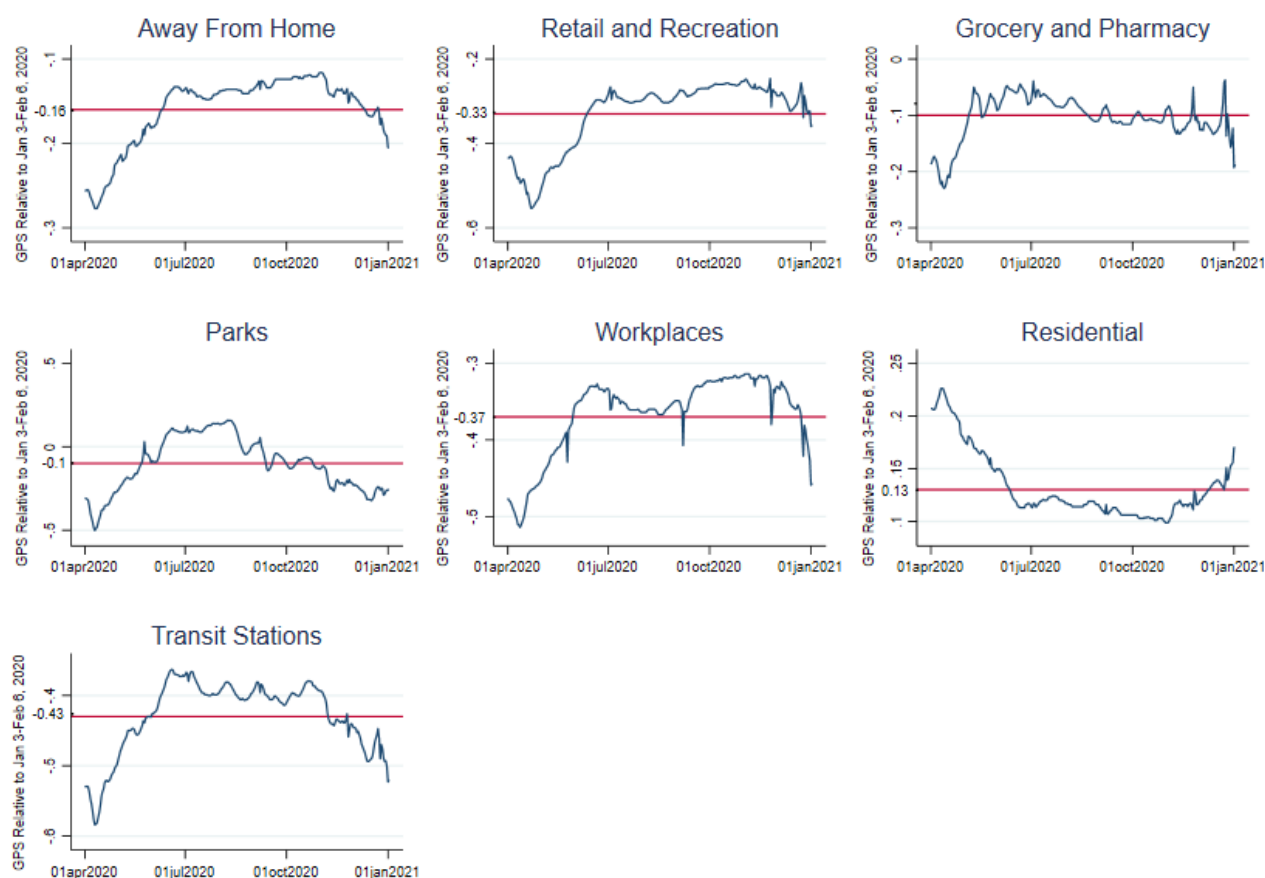 Away From Home
GPS Relative to Jan 3-Feb 6, 2020
-.1
-0.16
-.2
-.3
01apr2020 01jul2020 01oct2020 01jan2021
Retail and Recreation
GPS Relative to Jan 3-Feb 6, 2020
-.2
-0.33
-.4
-.6
01apr2020 01jul2020 01oct2020 01jan2021
Grocery and Pharmacy
GPS Relative to Jan 3-Feb 6, 2020
0
-.1
-.2
-.3
01apr2020 01jul2020 01oct2020 01jan2021
Parks
GPS Relative to Jan 3-Feb 6, 2020
.5
0
-0.1
-.5
01apr2020 01jul2020 01oct2020 01jan2021
Workplaces
GPS Relative to Jan 3-Feb 6, 2020
-.3
-0.37
-.4
-.5
01apr2020 01jul2020 01oct2020 01jan2021
Residential
GPS Relative to Jan 3-Feb 6, 2020
.25
.2
.15
0.13
.1
01apr2020 01jul2020 01oct2020 01jan2021
Transit Stations
GPS Relative to Jan 3-Feb 6, 2020
-.4
-0.43
-.5
-.6
01apr2020 01jul2020 01oct2020 01jan2021